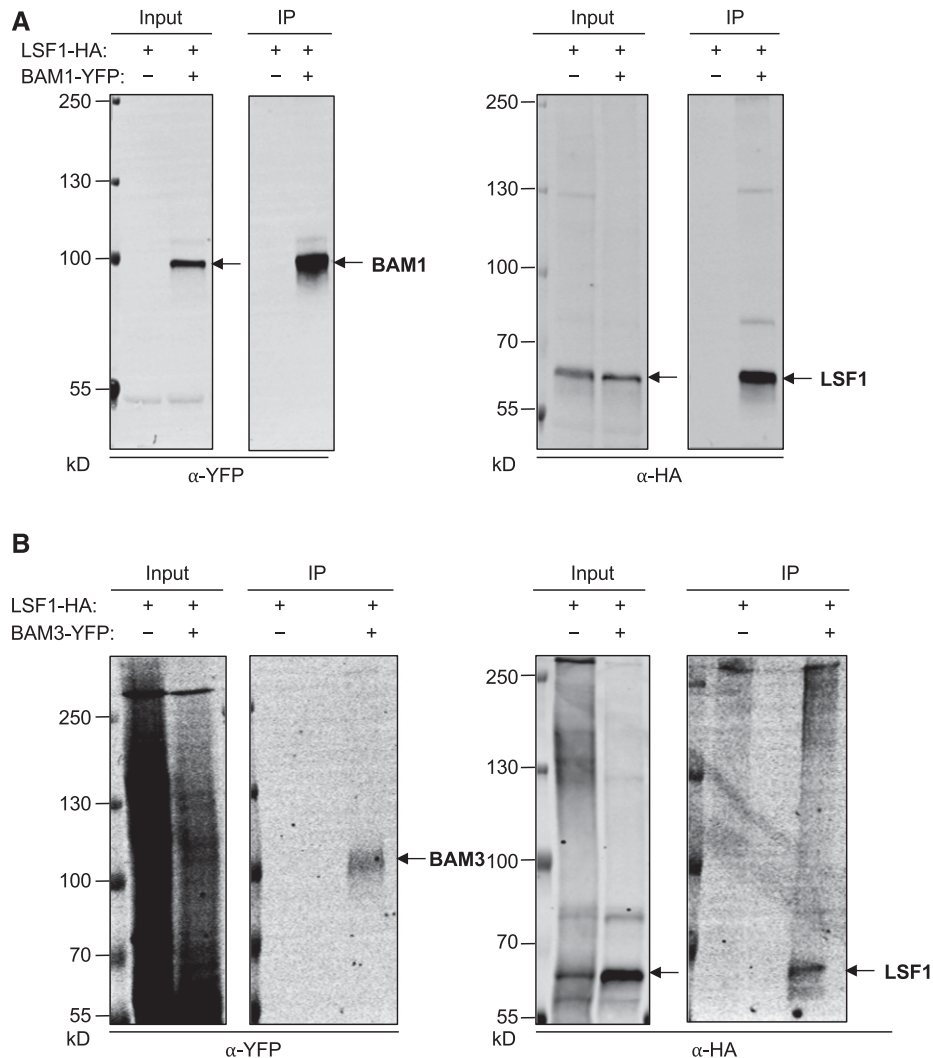 A
Input IP Input IP
LSF1-HA: + + + + + + + +
BAM1-YFP: – + – + – + – +
250 250
130 130
100 BAM1 100
70
55 LSF1
55
kD kD
α-YFP α-HA
B
Input IP Input IP
LSF1-HA: + + + + + + + +
BAM3-YFP: – + – + – + – +
250 250
130 130
100 BAM3 100
70 70
LSF1
55 55
kD kD
α-YFP α-HA